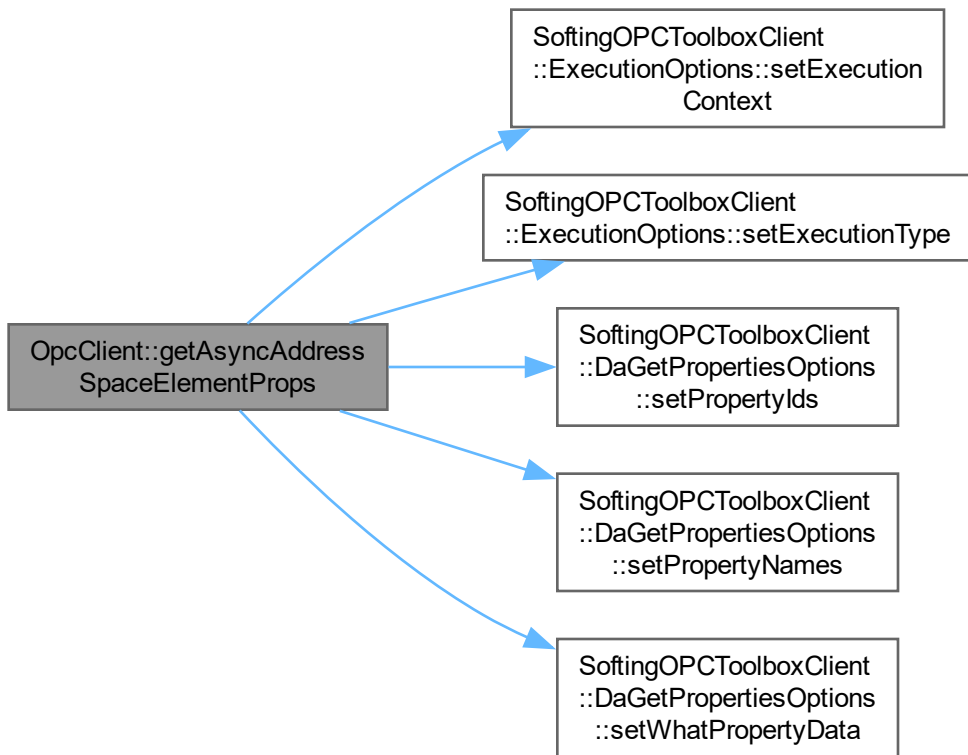 SoftingOPCToolboxClient
::ExecutionOptions::setExecution
Context
SoftingOPCToolboxClient
::ExecutionOptions::setExecutionType
OpcClient::getAsyncAddress
SpaceElementProps
SoftingOPCToolboxClient
::DaGetPropertiesOptions
::setPropertyIds
SoftingOPCToolboxClient
::DaGetPropertiesOptions
::setPropertyNames
SoftingOPCToolboxClient
::DaGetPropertiesOptions
::setWhatPropertyData